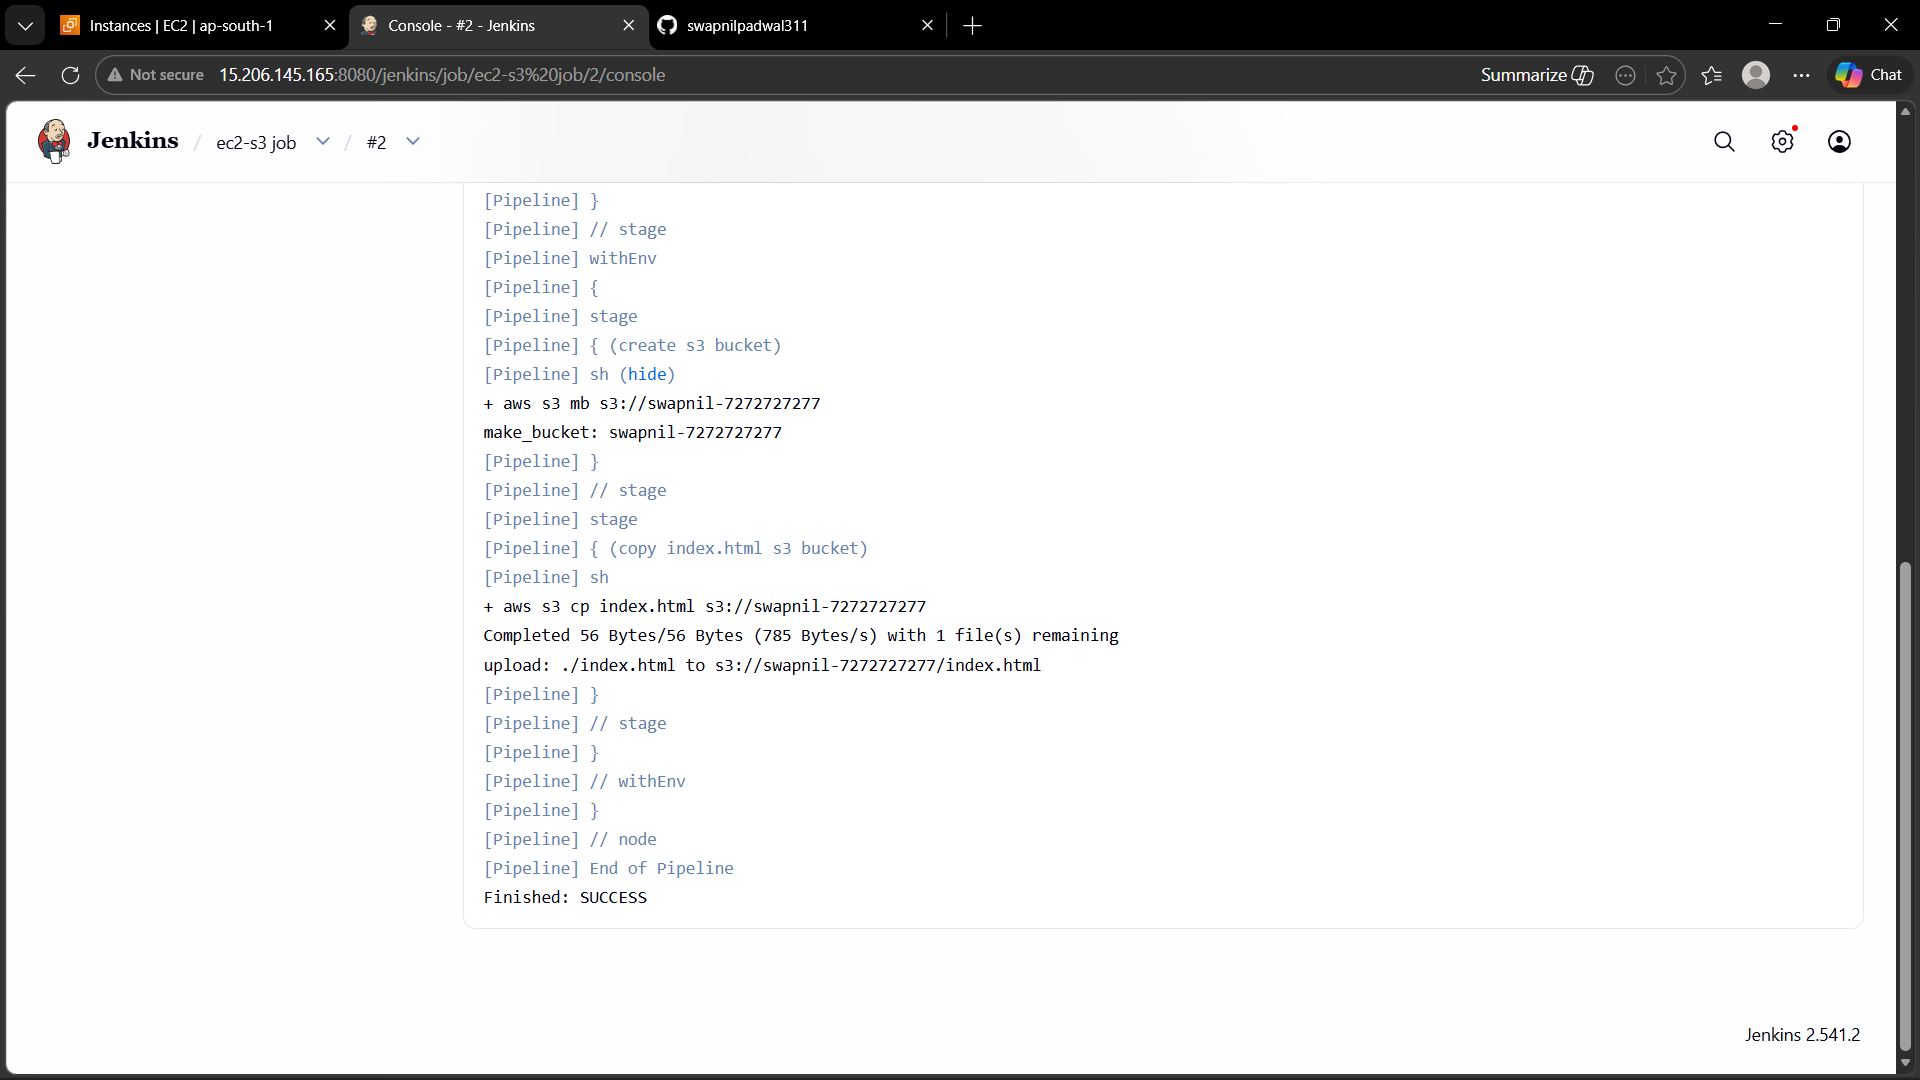 Instances | EC2 | ap-south-1
Console - #2 - Jenkins
swapnilpadwal311
Not secure
15.206.145.165:8080/jenkins/job/ec2-s3%20job/2/console
Summarize
Chat
Jenkins / ec2-s3 job / #2
[Pipeline] }
[Pipeline] // stage
[Pipeline] withEnv
[Pipeline] {
[Pipeline] stage
[Pipeline] { (create s3 bucket)
[Pipeline] sh (hide)
+ aws s3 mb s3://swapnil-7272727277
make_bucket: swapnil-7272727277
[Pipeline] }
[Pipeline] // stage
[Pipeline] stage
[Pipeline] { (copy index.html s3 bucket)
[Pipeline] sh
+ aws s3 cp index.html s3://swapnil-7272727277
Completed 56 Bytes/56 Bytes (785 Bytes/s) with 1 file(s) remaining
upload: ./index.html to s3://swapnil-7272727277/index.html
[Pipeline] }
[Pipeline] // stage
[Pipeline] }
[Pipeline] // withEnv
[Pipeline] }
[Pipeline] // node
[Pipeline] End of Pipeline
Finished: SUCCESS
Jenkins 2.541.2